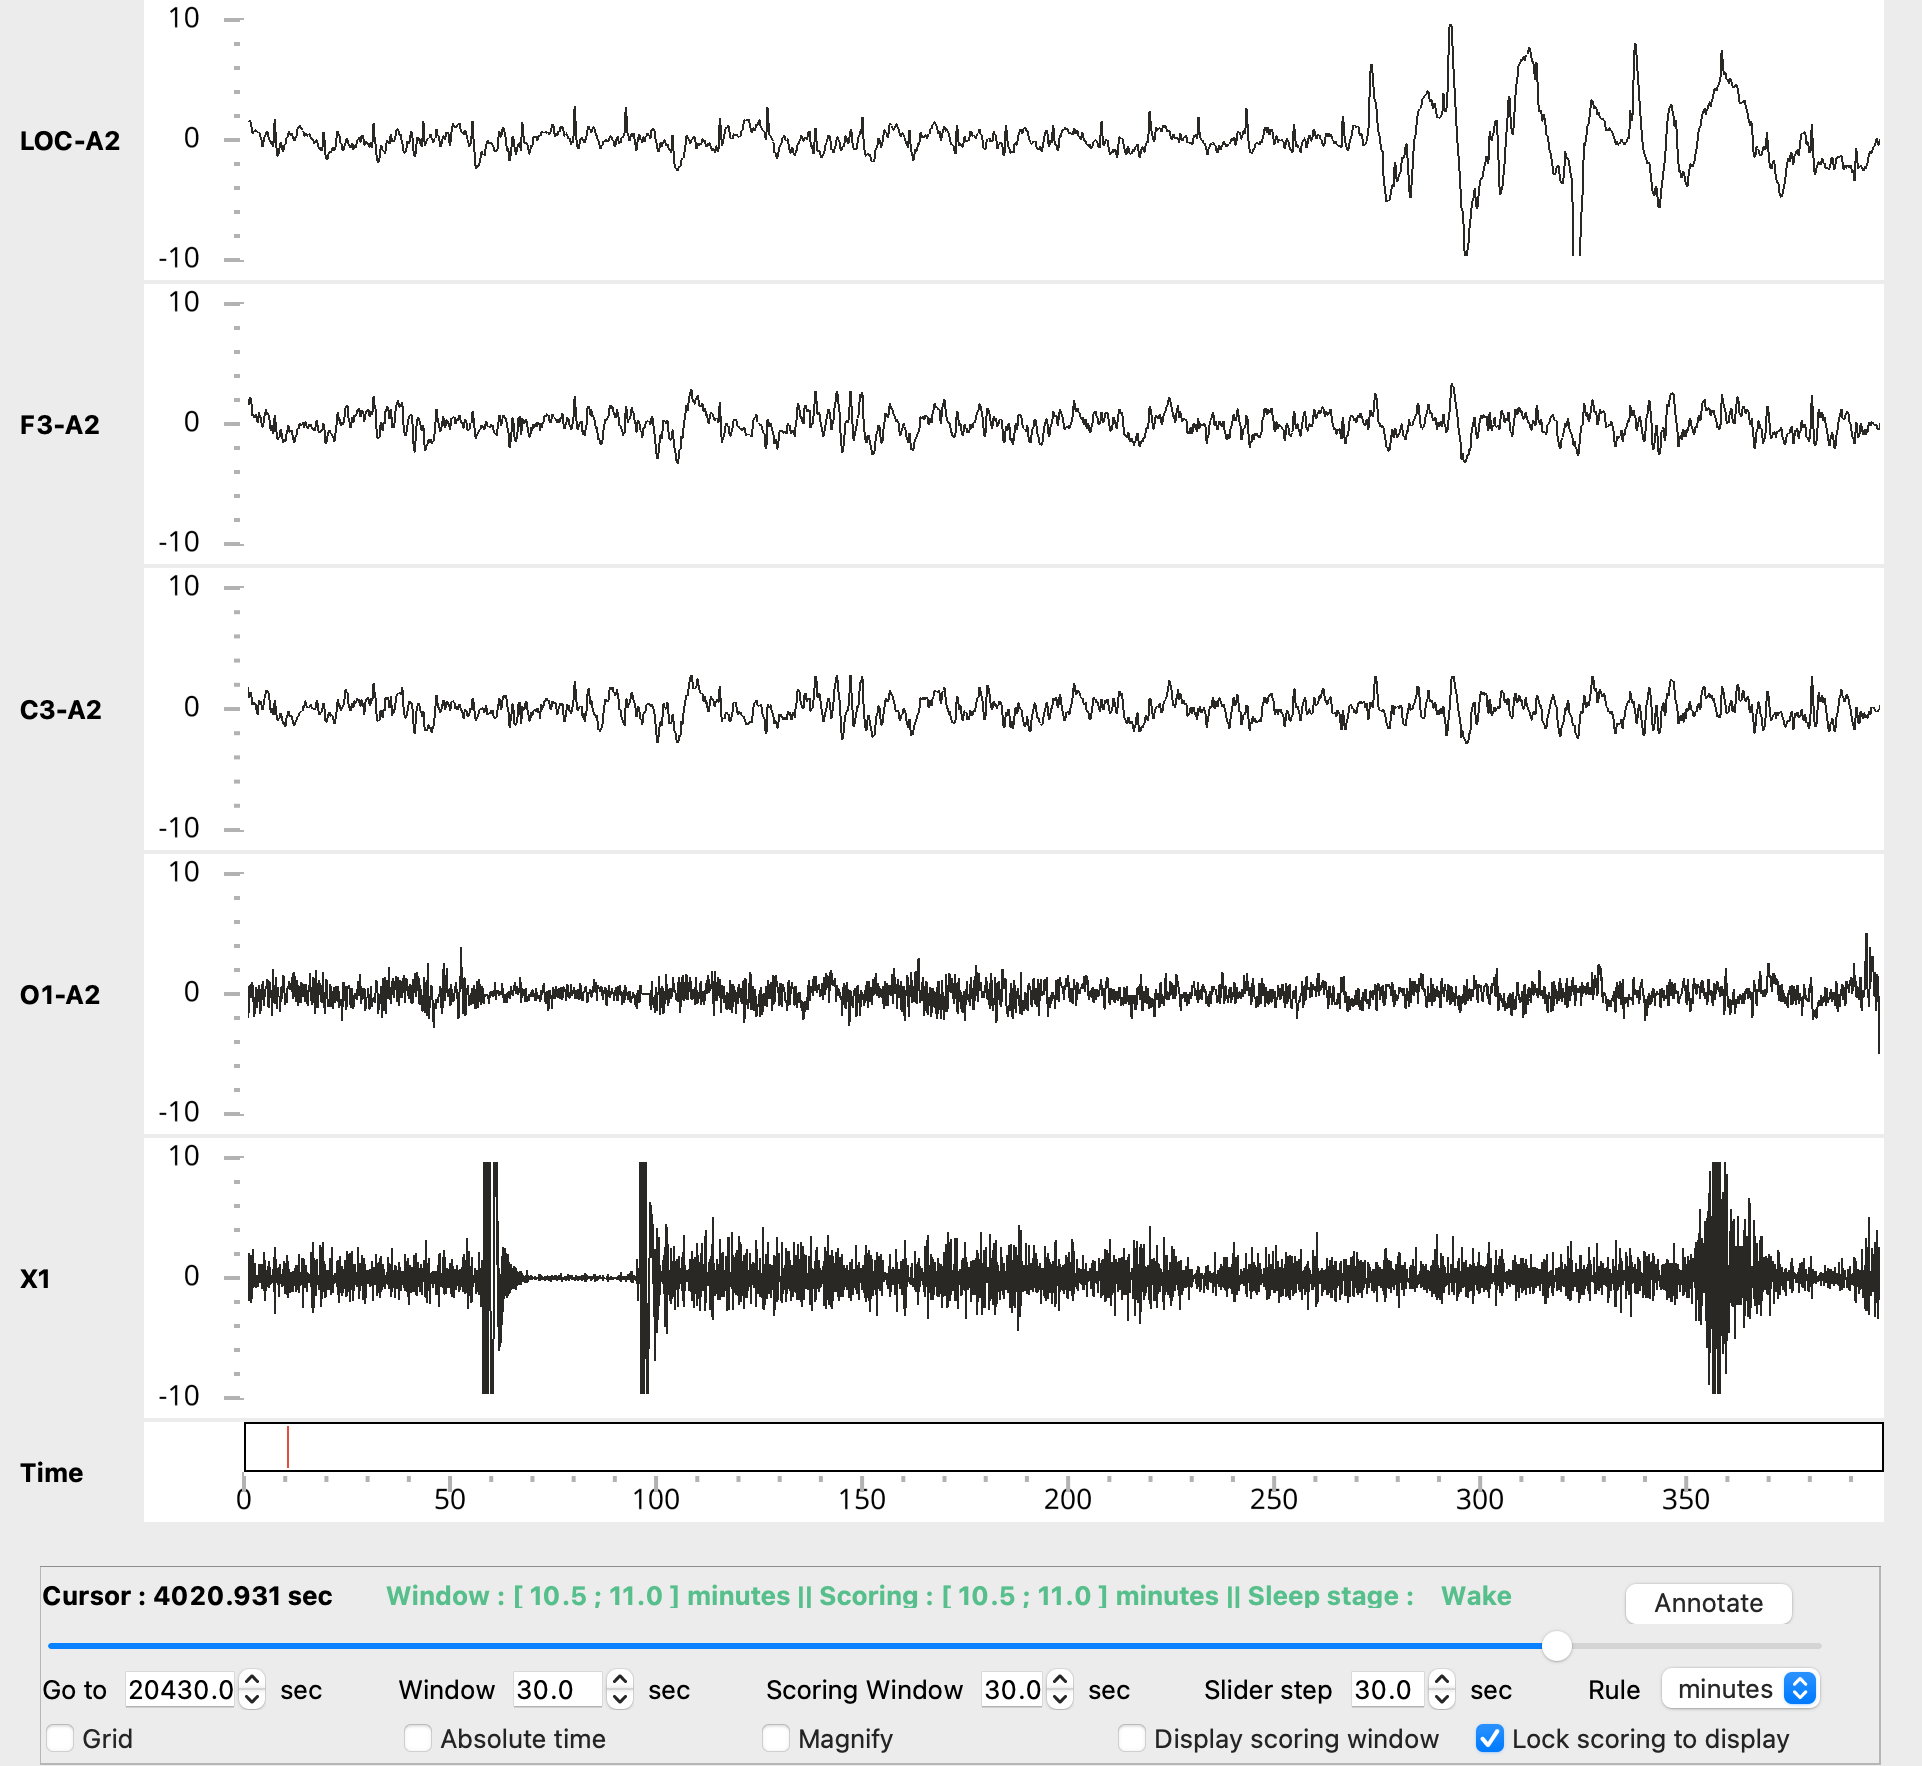 10
LOC-A2 0
-10
10
F3-A2 0
-10
10
C3-A2 0
-10
10
O1-A2 0
-10
10
X1 0
-10
Time
0 50 100 150 200 250 300 350
Cursor : 4020.931 sec Window : [ 10.5 ; 11.0 ] minutes || Scoring : [ 10.5 ; 11.0 ] minutes || Sleep stage : Wake Annotate
Go to 20430.0 sec Window 30.0 sec Scoring Window 30.0 sec Slider step 30.0 sec Rule minutes
Grid Absolute time Magnify Display scoring window Lock scoring to display